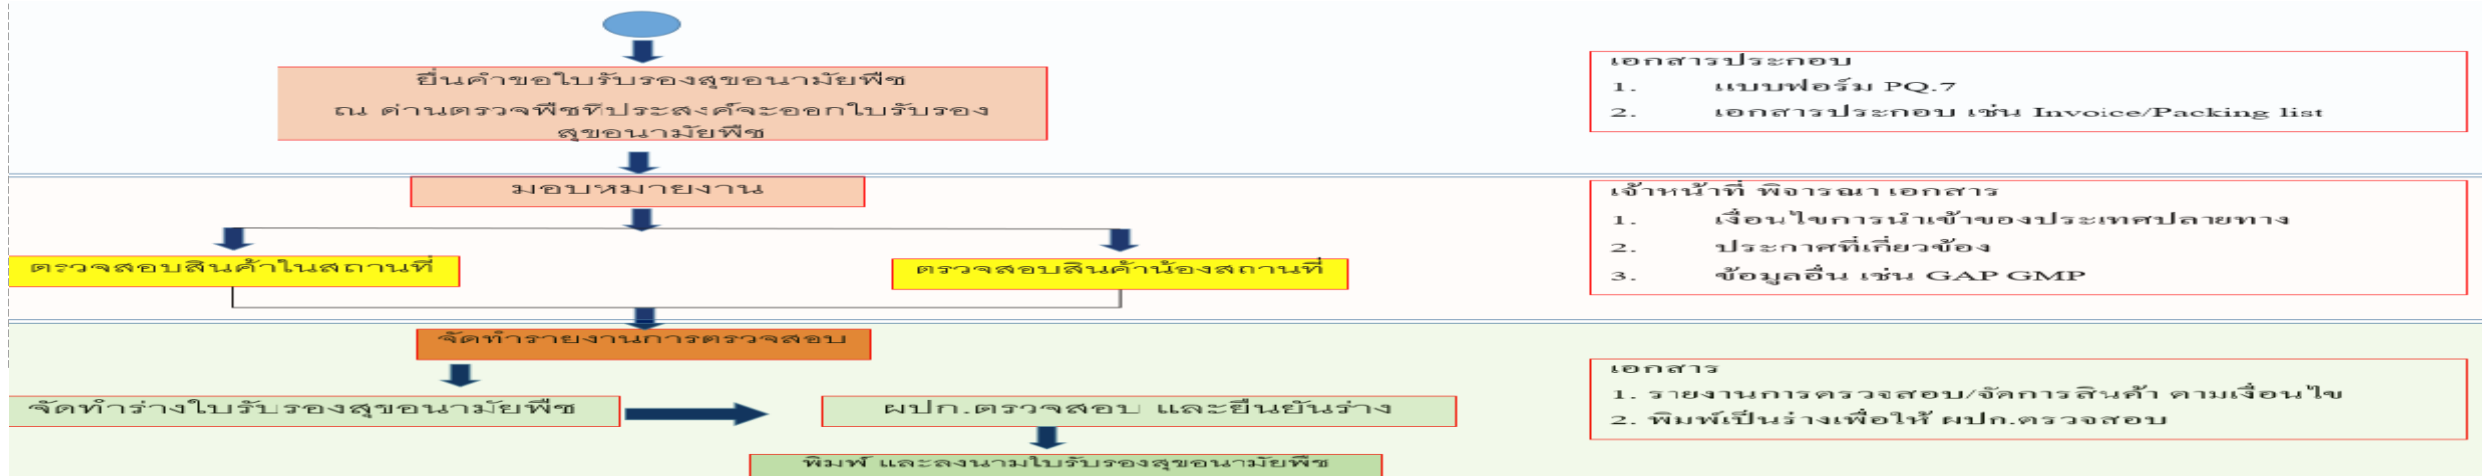 ยื่นคำขอใบรับรองสุขอนามัยพืช
ณ ด่านตรวจพืชที่ประสงค์จะออกใบรับรอง
สุขอนามัยพืช
เอกสารประกอบ
1. แบบฟอร์ม PQ.7
2. เอกสารประกอบ เช่น Invoice/Packing list
มอบหมายงาน
เจ้าหน้าที่ พิจารณา เอกสาร
1. เงื่อนไขการนำเข้าของประเทศปลายทาง
2. ประกาศที่เกี่ยวข้อง
3. ข้อมูลอื่น เช่น GAP GMP
ตรวจสอบสินค้าในสถานที่
ตรวจสอบสินค้าน้องสถานที่
จัดทำรายงานการตรวจสอบ
จัดทำร่างใบรับรองสุขอนามัยพืช
ผปก.ตรวจสอบ และยืนยันร่าง
พิมพ์ และลงนามใบรับรองสุขอนามัยพืช
เอกสาร
1. รายงานการตรวจสอบ/จัดการสินค้า ตามเงื่อนไข
2. พิมพ์เป็นร่างเพื่อให้ ผปก.ตรวจสอบ